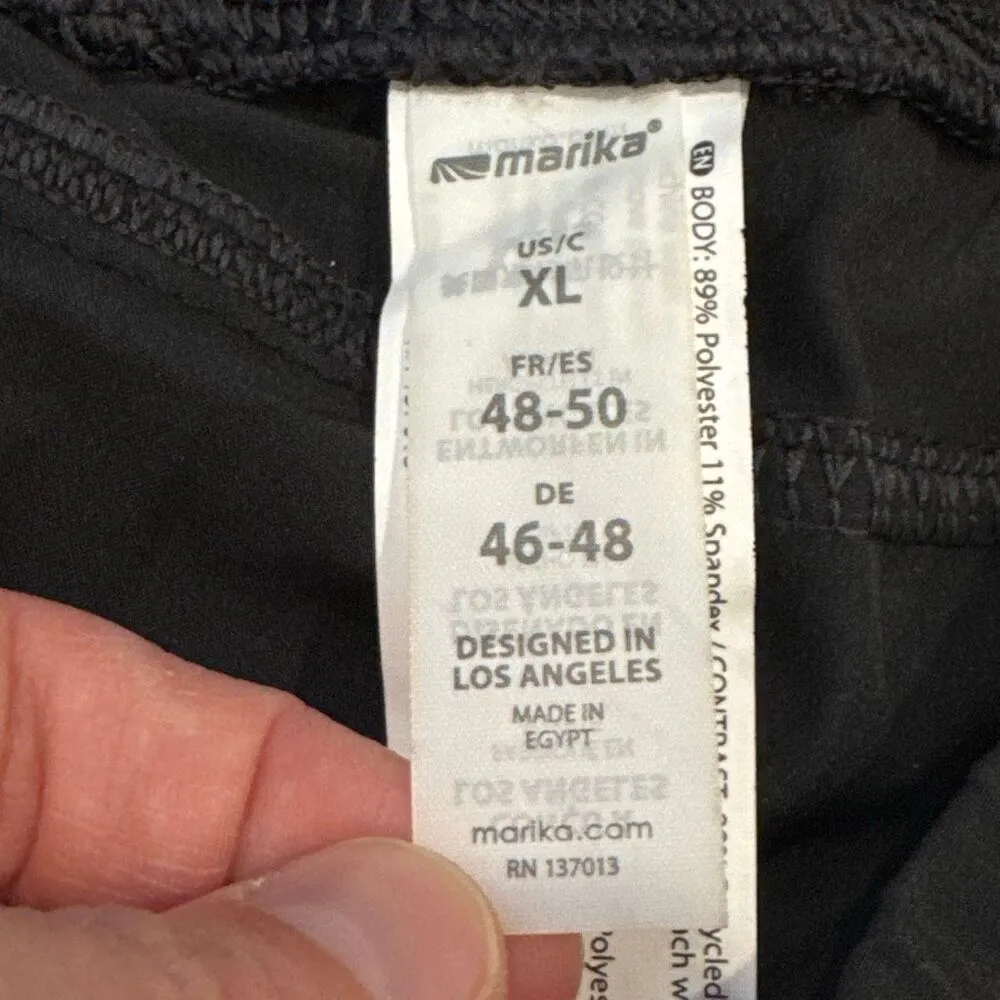 marika®
US/C
XL
FR/ES
48-50
DE
46-48
DESIGNED IN
LOS ANGELES
MADE IN
EGYPT
marika.com
RN 137013
EN BODY: 89% Polyester 11% Spandex / CONTRAST